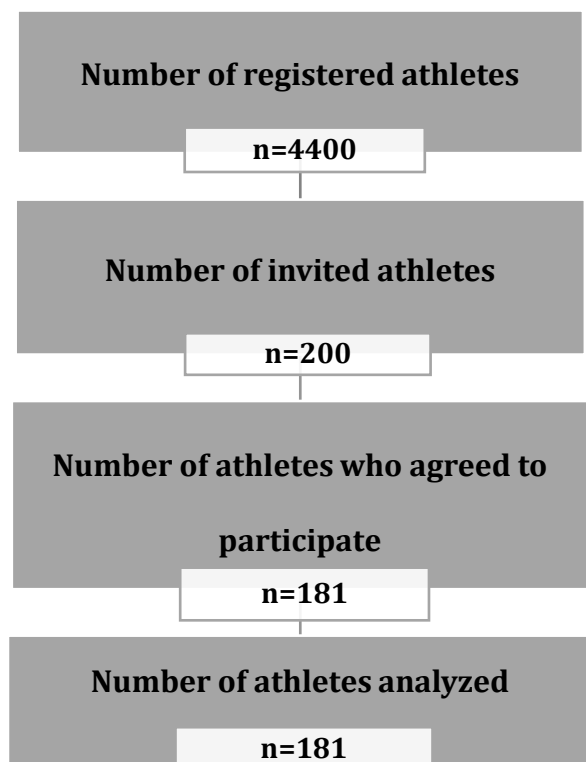 Number of registered athletes
n=4400
Number of invited athletes
n=200
Number of athletes who agreed to
participate
n=181
Number of athletes analyzed
n=181